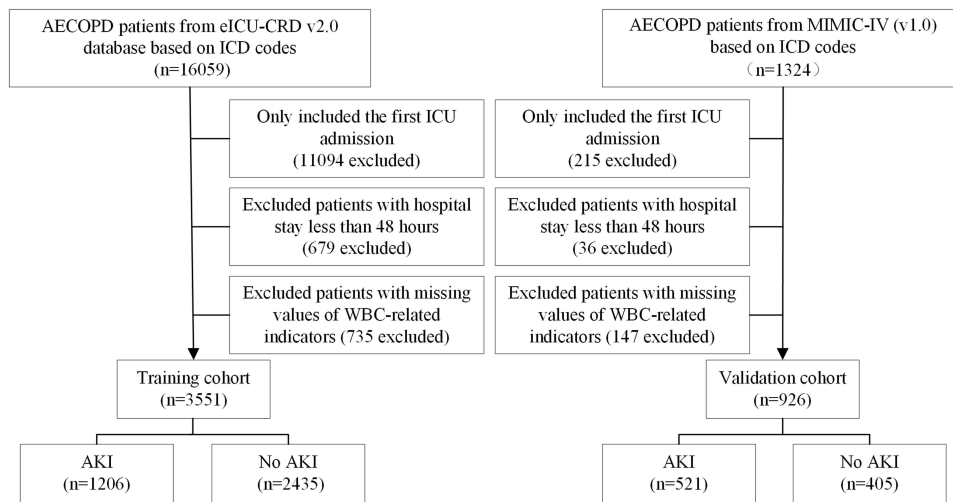 AECOPD patients from eICU-CRD v2.0
database based on ICD codes
(n=16059)
AECOPD patients from MIMIC-IV (v1.0)
based on ICD codes
（n=1324）
Only included the first ICU
admission
(11094 excluded)
Only included the first ICU
admission
(215 excluded)
Excluded patients with hospital
stay less than 48 hours
(679 excluded)
Excluded patients with hospital
stay less than 48 hours
(36 excluded)
Excluded patients with missing
values of WBC-related
indicators (735 excluded)
Excluded patients with missing
values of WBC-related
indicators (147 excluded)
Training cohort
(n=3551)
Validation cohort
(n=926)
AKI
(n=1206)
No AKI
(n=2435)
AKI
(n=521)
No AKI
(n=405)